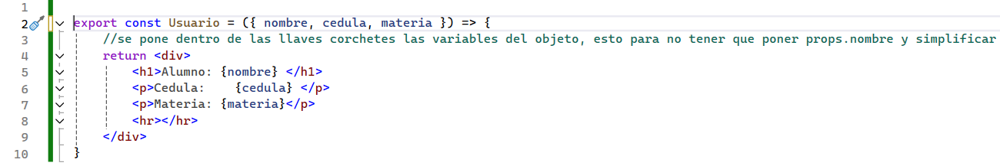 1
2 export const Usuario = ({ nombre, cedula, materia }) => {
3 //se pone dentro de las llaves corchetes las variables del objeto, esto para no tener que poner props.nombre y simplificar
4 return <div>
5 <h1>Alumno: {nombre} </h1>
6 <p>Cedula:    {cedula} </p>
7 <p>Materia: {materia}</p>
8 <hr></hr>
9 </div>
10 }